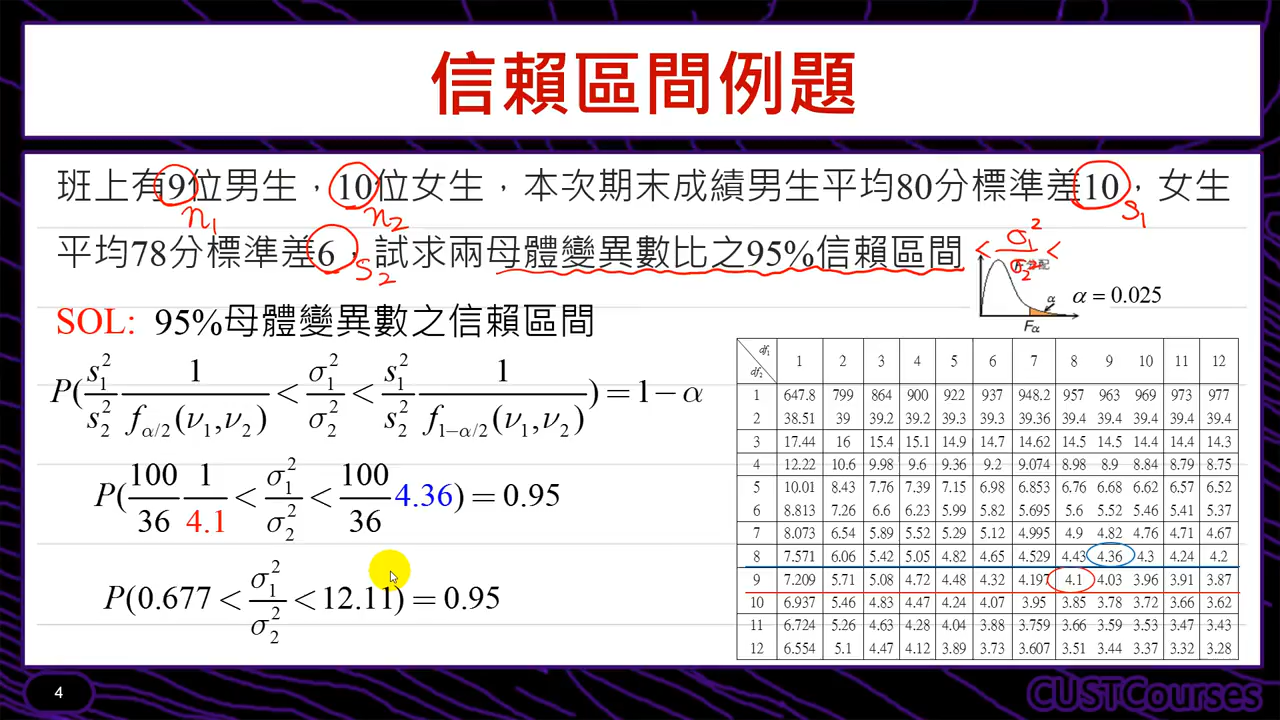 信賴區間例題
班上有9位男生，10位女生，本次期末成績男生平均80分標準差10，女生
n₁ n₂ s₁
平均78分標準差6，試求兩母體變異數比之95%信賴區間
s₂ < σ₁²/σ₂² <
α = 0.025
α
Fα
SOL: 95%母體變異數之信賴區間
P(s₁²/s₂² 1/f_{α/2}(ν₁,ν₂) < σ₁²/σ₂² < s₁²/s₂² 1/f_{1−α/2}(ν₁,ν₂)) = 1 − α
P(100/36 1/4.1 < σ₁²/σ₂² < 100/36 4.36) = 0.95
P(0.677 < σ₁²/σ₂² < 12.11) = 0.95
df₁ df₂ 1 2 3 4 5 6 7 8 9 10 11 12
1 647.8 799 864 900 922 937 948.2 957 963 969 973 977
2 38.51 39 39.2 39.2 39.3 39.3 39.36 39.4 39.4 39.4 39.4 39.4
3 17.44 16 15.4 15.1 14.9 14.7 14.62 14.5 14.5 14.4 14.4 14.3
4 12.22 10.6 9.98 9.6 9.36 9.2 9.074 8.98 8.9 8.84 8.79 8.75
5 10.01 8.43 7.76 7.39 7.15 6.98 6.853 6.76 6.68 6.62 6.57 6.52
6 8.813 7.26 6.6 6.23 5.99 5.82 5.695 5.6 5.52 5.46 5.41 5.37
7 8.073 6.54 5.89 5.52 5.29 5.12 4.995 4.9 4.82 4.76 4.71 4.67
8 7.571 6.06 5.42 5.05 4.82 4.65 4.529 4.43 4.36 4.3 4.24 4.2
9 7.209 5.71 5.08 4.72 4.48 4.32 4.197 4.1 4.03 3.96 3.91 3.87
10 6.937 5.46 4.83 4.47 4.24 4.07 3.95 3.85 3.78 3.72 3.66 3.62
11 6.724 5.26 4.63 4.28 4.04 3.88 3.759 3.66 3.59 3.53 3.47 3.43
12 6.554 5.1 4.47 4.12 3.89 3.73 3.607 3.51 3.44 3.37 3.32 3.28
4
CUSTCourses